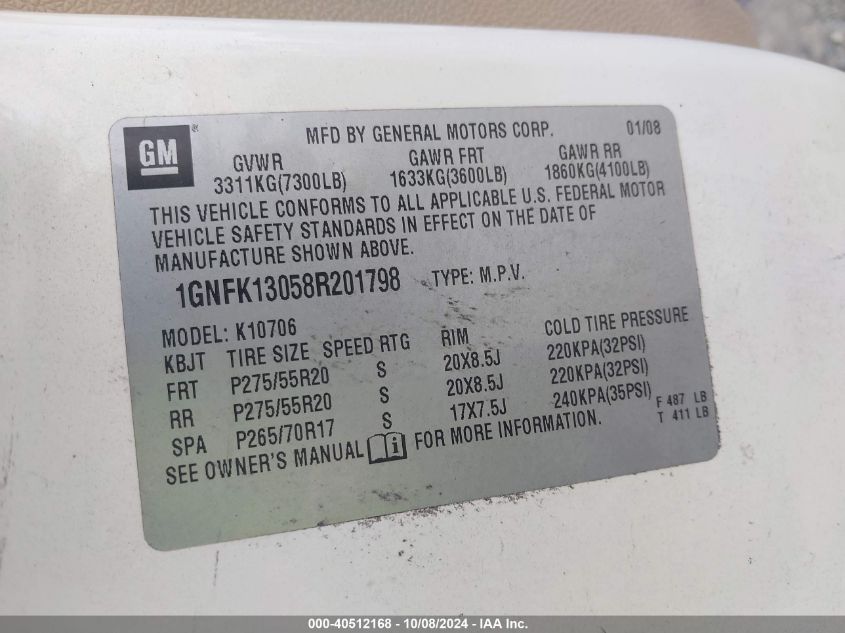 GM ®
MFD BY GENERAL MOTORS CORP. 01/08
GVWR GAWR FRT GAWR RR
3311KG(7300LB) 1633KG(3600LB) 1860KG(4100LB)
THIS VEHICLE CONFORMS TO ALL APPLICABLE U.S. FEDERAL MOTOR
VEHICLE SAFETY STANDARDS IN EFFECT ON THE DATE OF
MANUFACTURE SHOWN ABOVE.
1GNFK13058R201798 TYPE: M.P.V.
MODEL: K10706
KBJT TIRE SIZE SPEED RTG RIM COLD TIRE PRESSURE
FRT P275/55R20 S 20X8.5J 220KPA(32PSI)
RR P275/55R20 S 20X8.5J 220KPA(32PSI)
SPA P265/70R17 S 17X7.5J 240KPA(35PSI)
F 487 LB
T 411 LB
SEE OWNER'S MANUAL i FOR MORE INFORMATION.
000-40512168 - 10/08/2024 - IAA Inc.